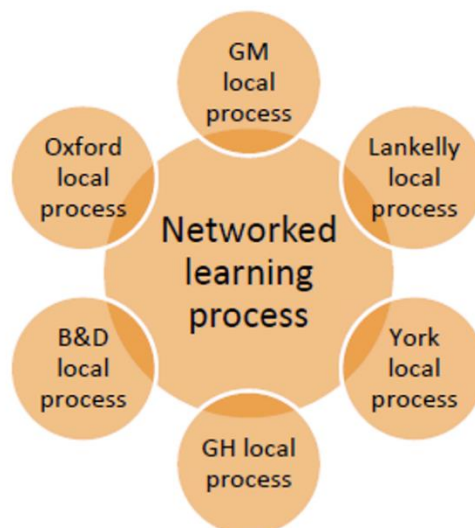 GM
local
process
Oxford
local
process
Lankelly
local
process
Networked
learning
process
B&D
local
process
York
local
process
GH local
process